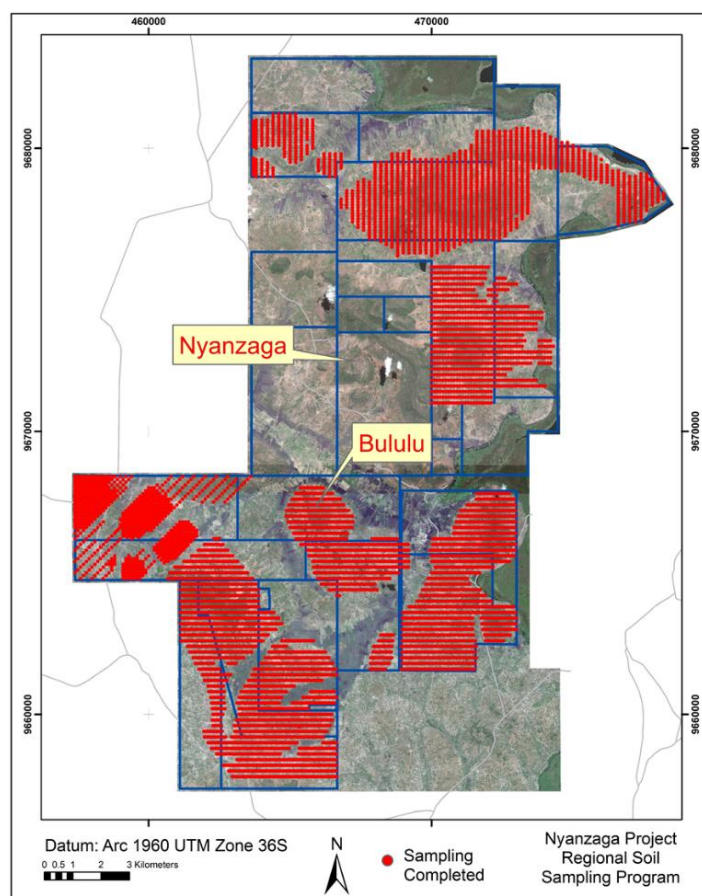 460000
470000
9680000
9680000
Nyanzaga
9670000
9670000
Bululu
9660000
9660000
Datum: Arc 1960 UTM Zone 36S
0 0.5 1 2 3 Kilometers
N
Sampling
Completed
Nyanzaga Project
Regional Soil
Sampling Program